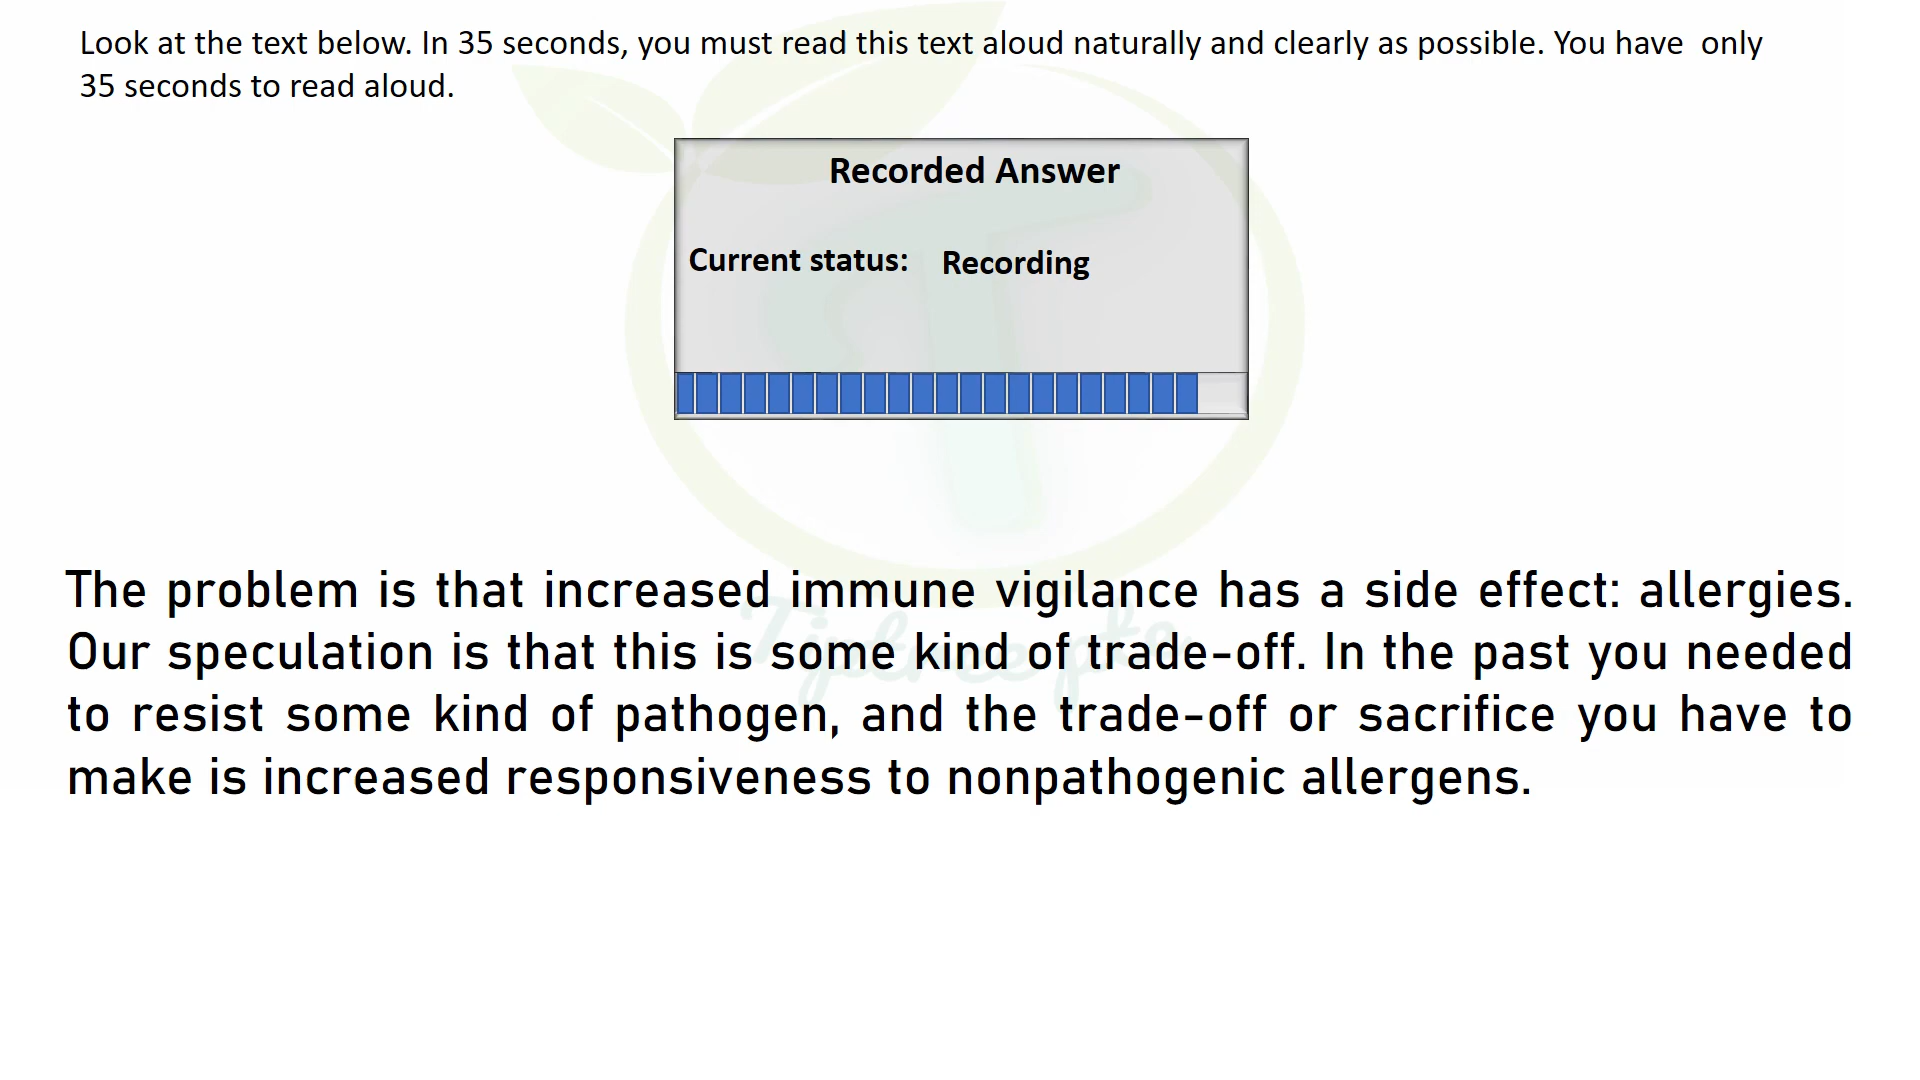 Look at the text below. In 35 seconds, you must read this text aloud naturally and clearly as possible. You have only
35 seconds to read aloud.
Recorded Answer
Current status: Recording
The problem is that increased immune vigilance has a side effect: allergies.
Our speculation is that this is some kind of trade-off. In the past you needed
to resist some kind of pathogen, and the trade-off or sacrifice you have to
make is increased responsiveness to nonpathogenic allergens.